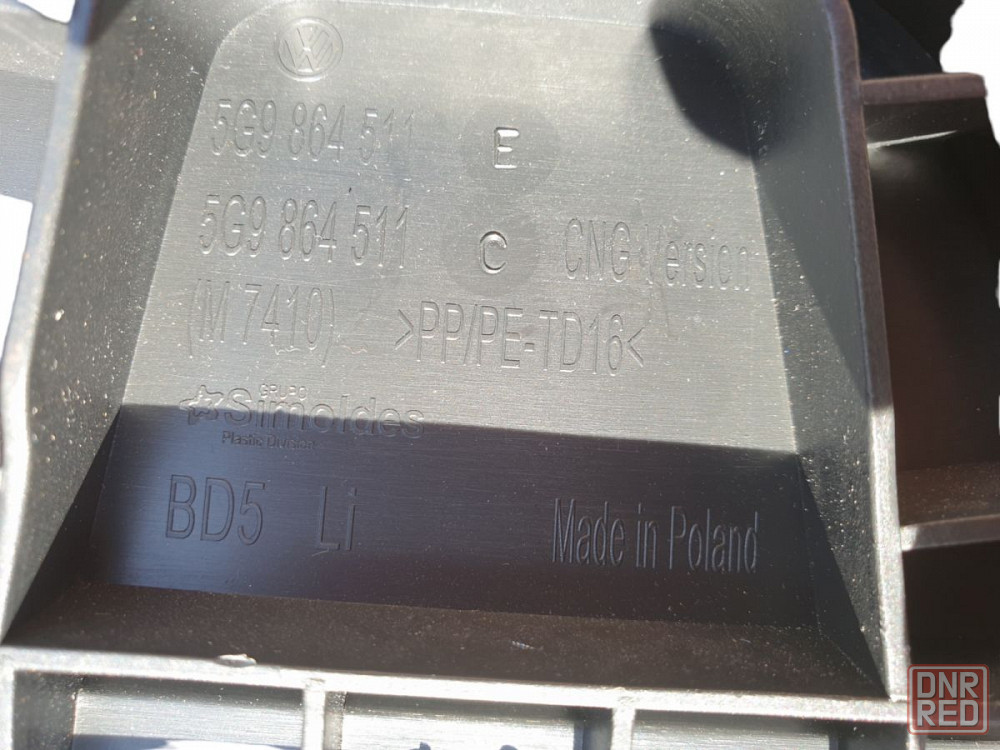 5G9 864 511 E
5G9 864 511 C CNG Version
(M 7410) >PP/PE-TD16<
GRUPO
Simoldes
Plastic Division
BD5 Li
Made in Poland
DNR
RED